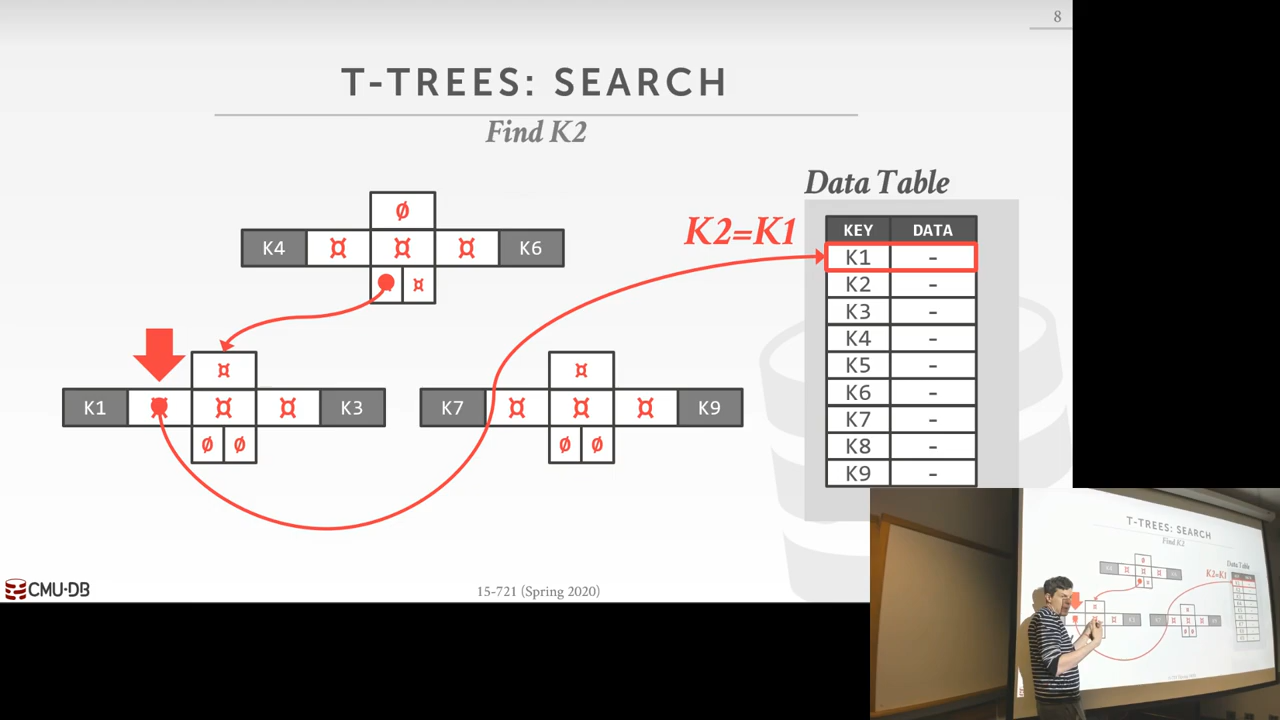 8
T-TREES: SEARCH
Find K2
Data Table
K2=K1
KEY DATA
K1 -
K2 -
K3 -
K4 -
K5 -
K6 -
K7 -
K8 -
K9 -
Ø
K4 ¤ ¤ ¤ K6
¤
¤ ¤
K1 ¤ ¤ K3
K7 ¤ ¤ ¤ K9
Ø Ø Ø Ø
CMU·DB
15-721 (Spring 2020)
T-TREES: SEARCH
Find K2
Data Table
K2=K1